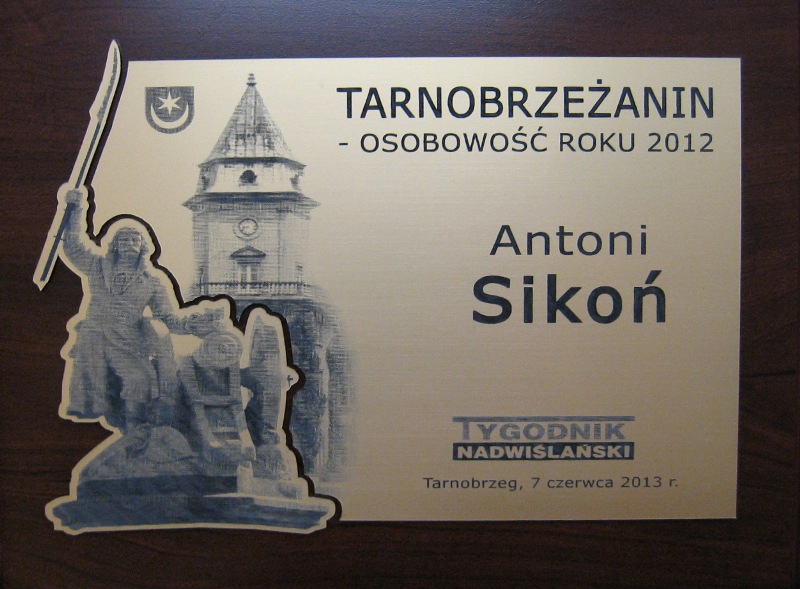 TARNOBRZEŻANIN
- OSOBOWOŚĆ ROKU 2012
Antoni
Sikoń
TYGODNIK
NADWIŚLAŃSKI
Tarnobrzeg, 7 czerwca 2013 r.